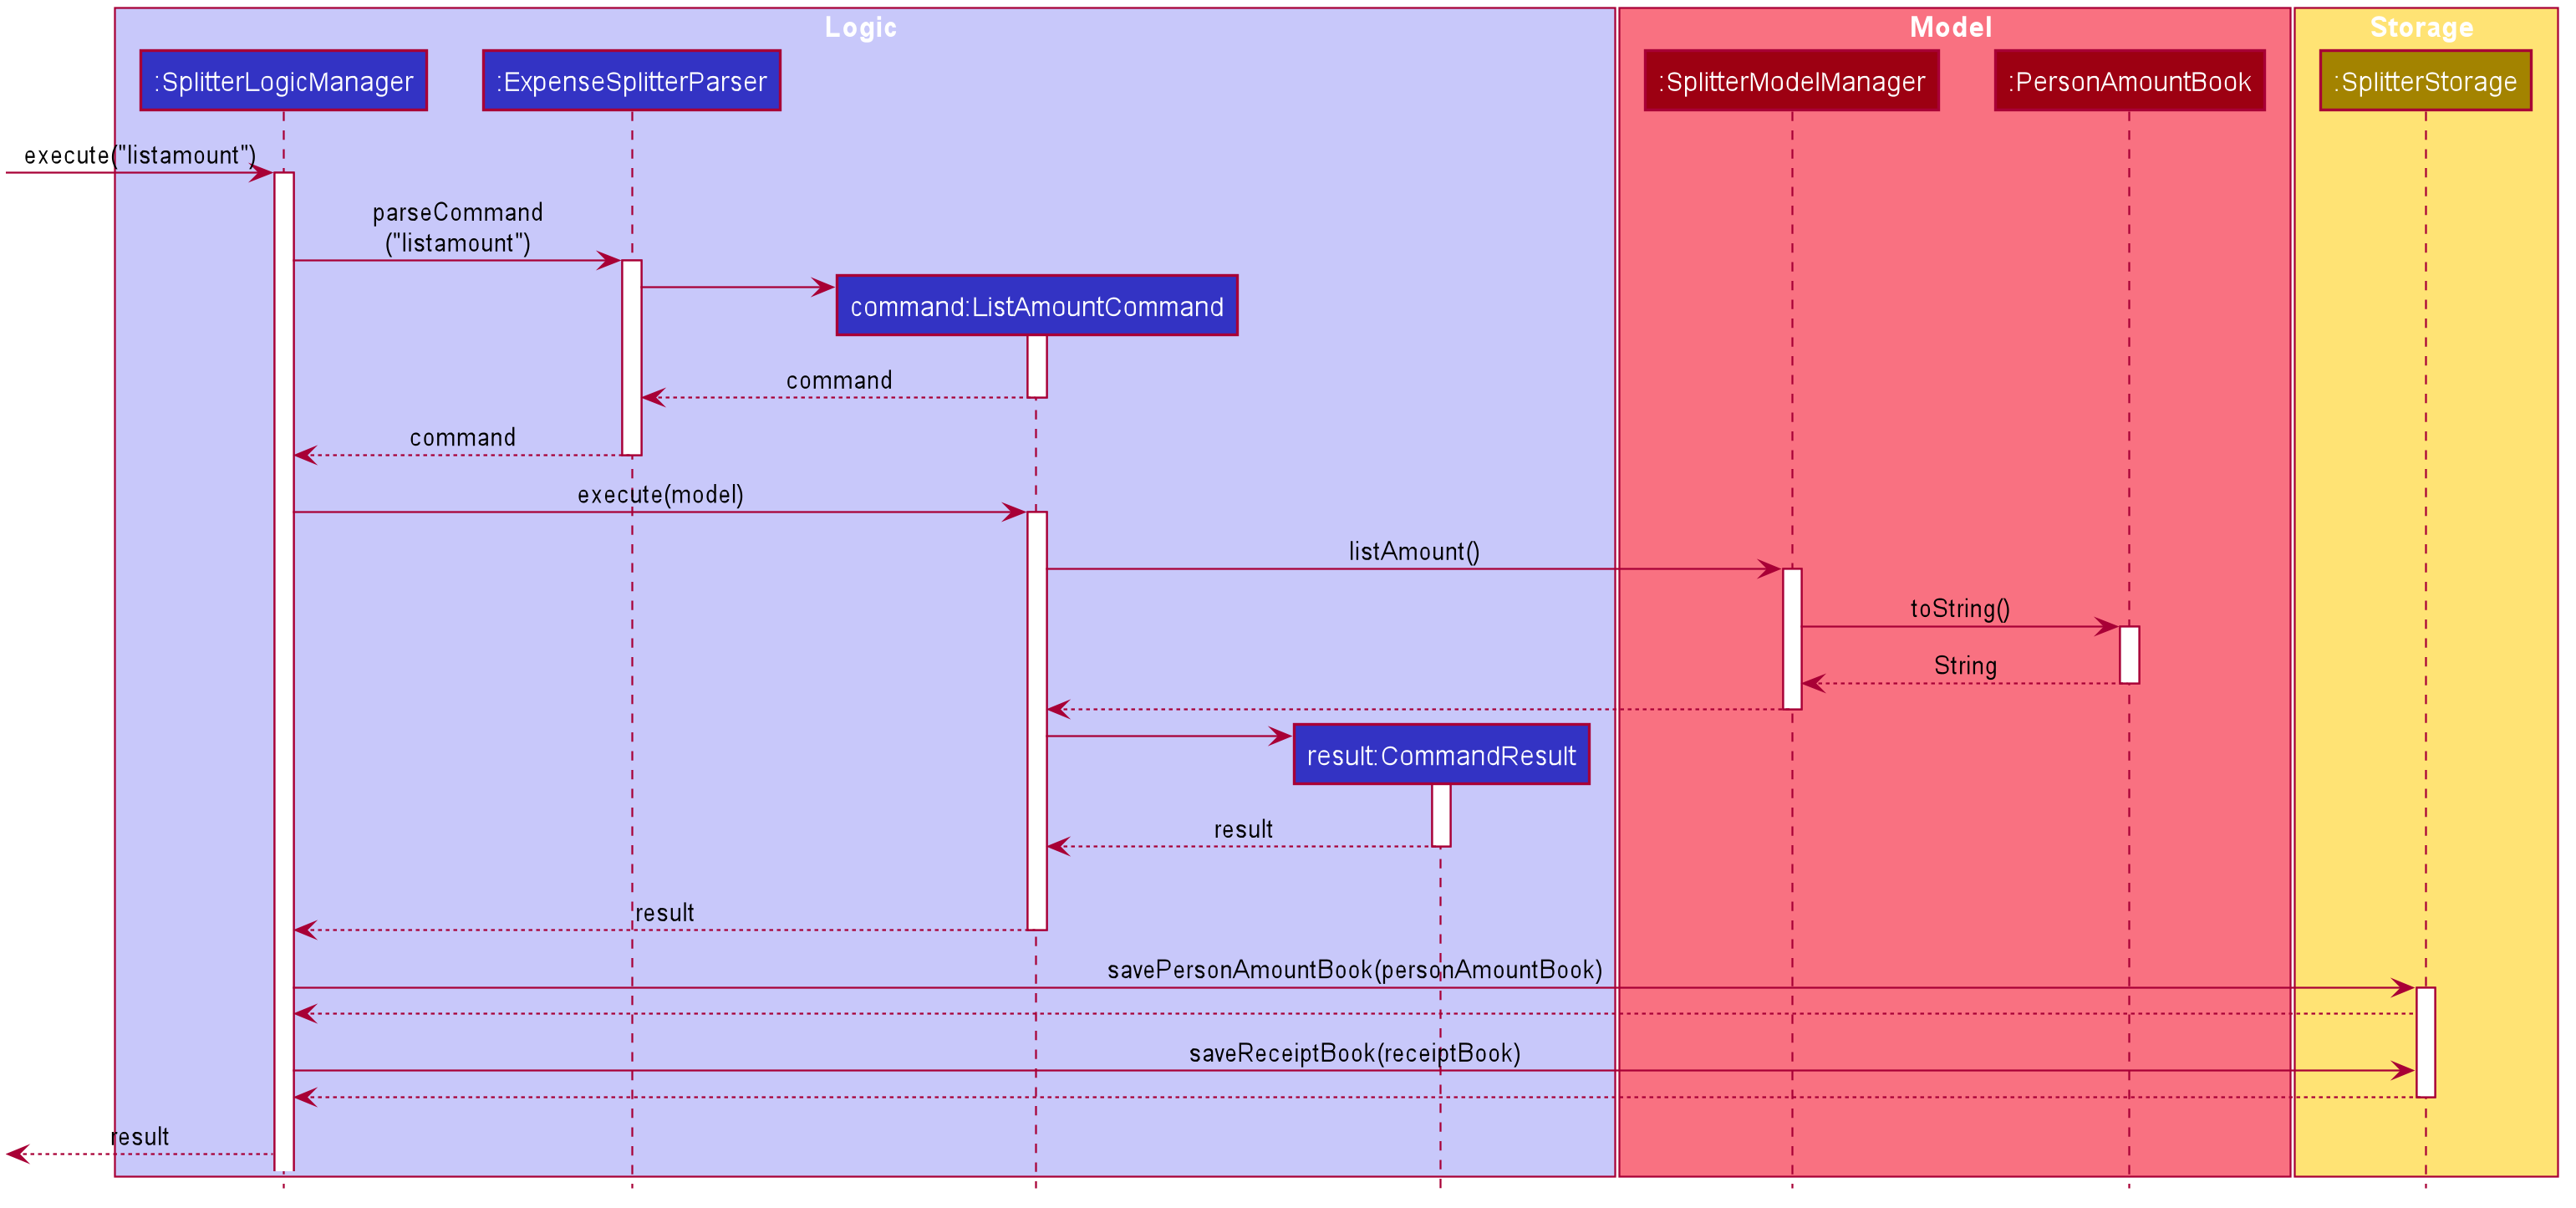 Logic
Model
Storage
:SplitterLogicManager
:ExpenseSplitterParser
:SplitterModelManager
:PersonAmountBook
:SplitterStorage
execute("listamount")
parseCommand
("listamount")
command:ListAmountCommand
command
command
execute(model)
listAmount()
toString()
String
result:CommandResult
result
result
savePersonAmountBook(personAmountBook)
saveReceiptBook(receiptBook)
result